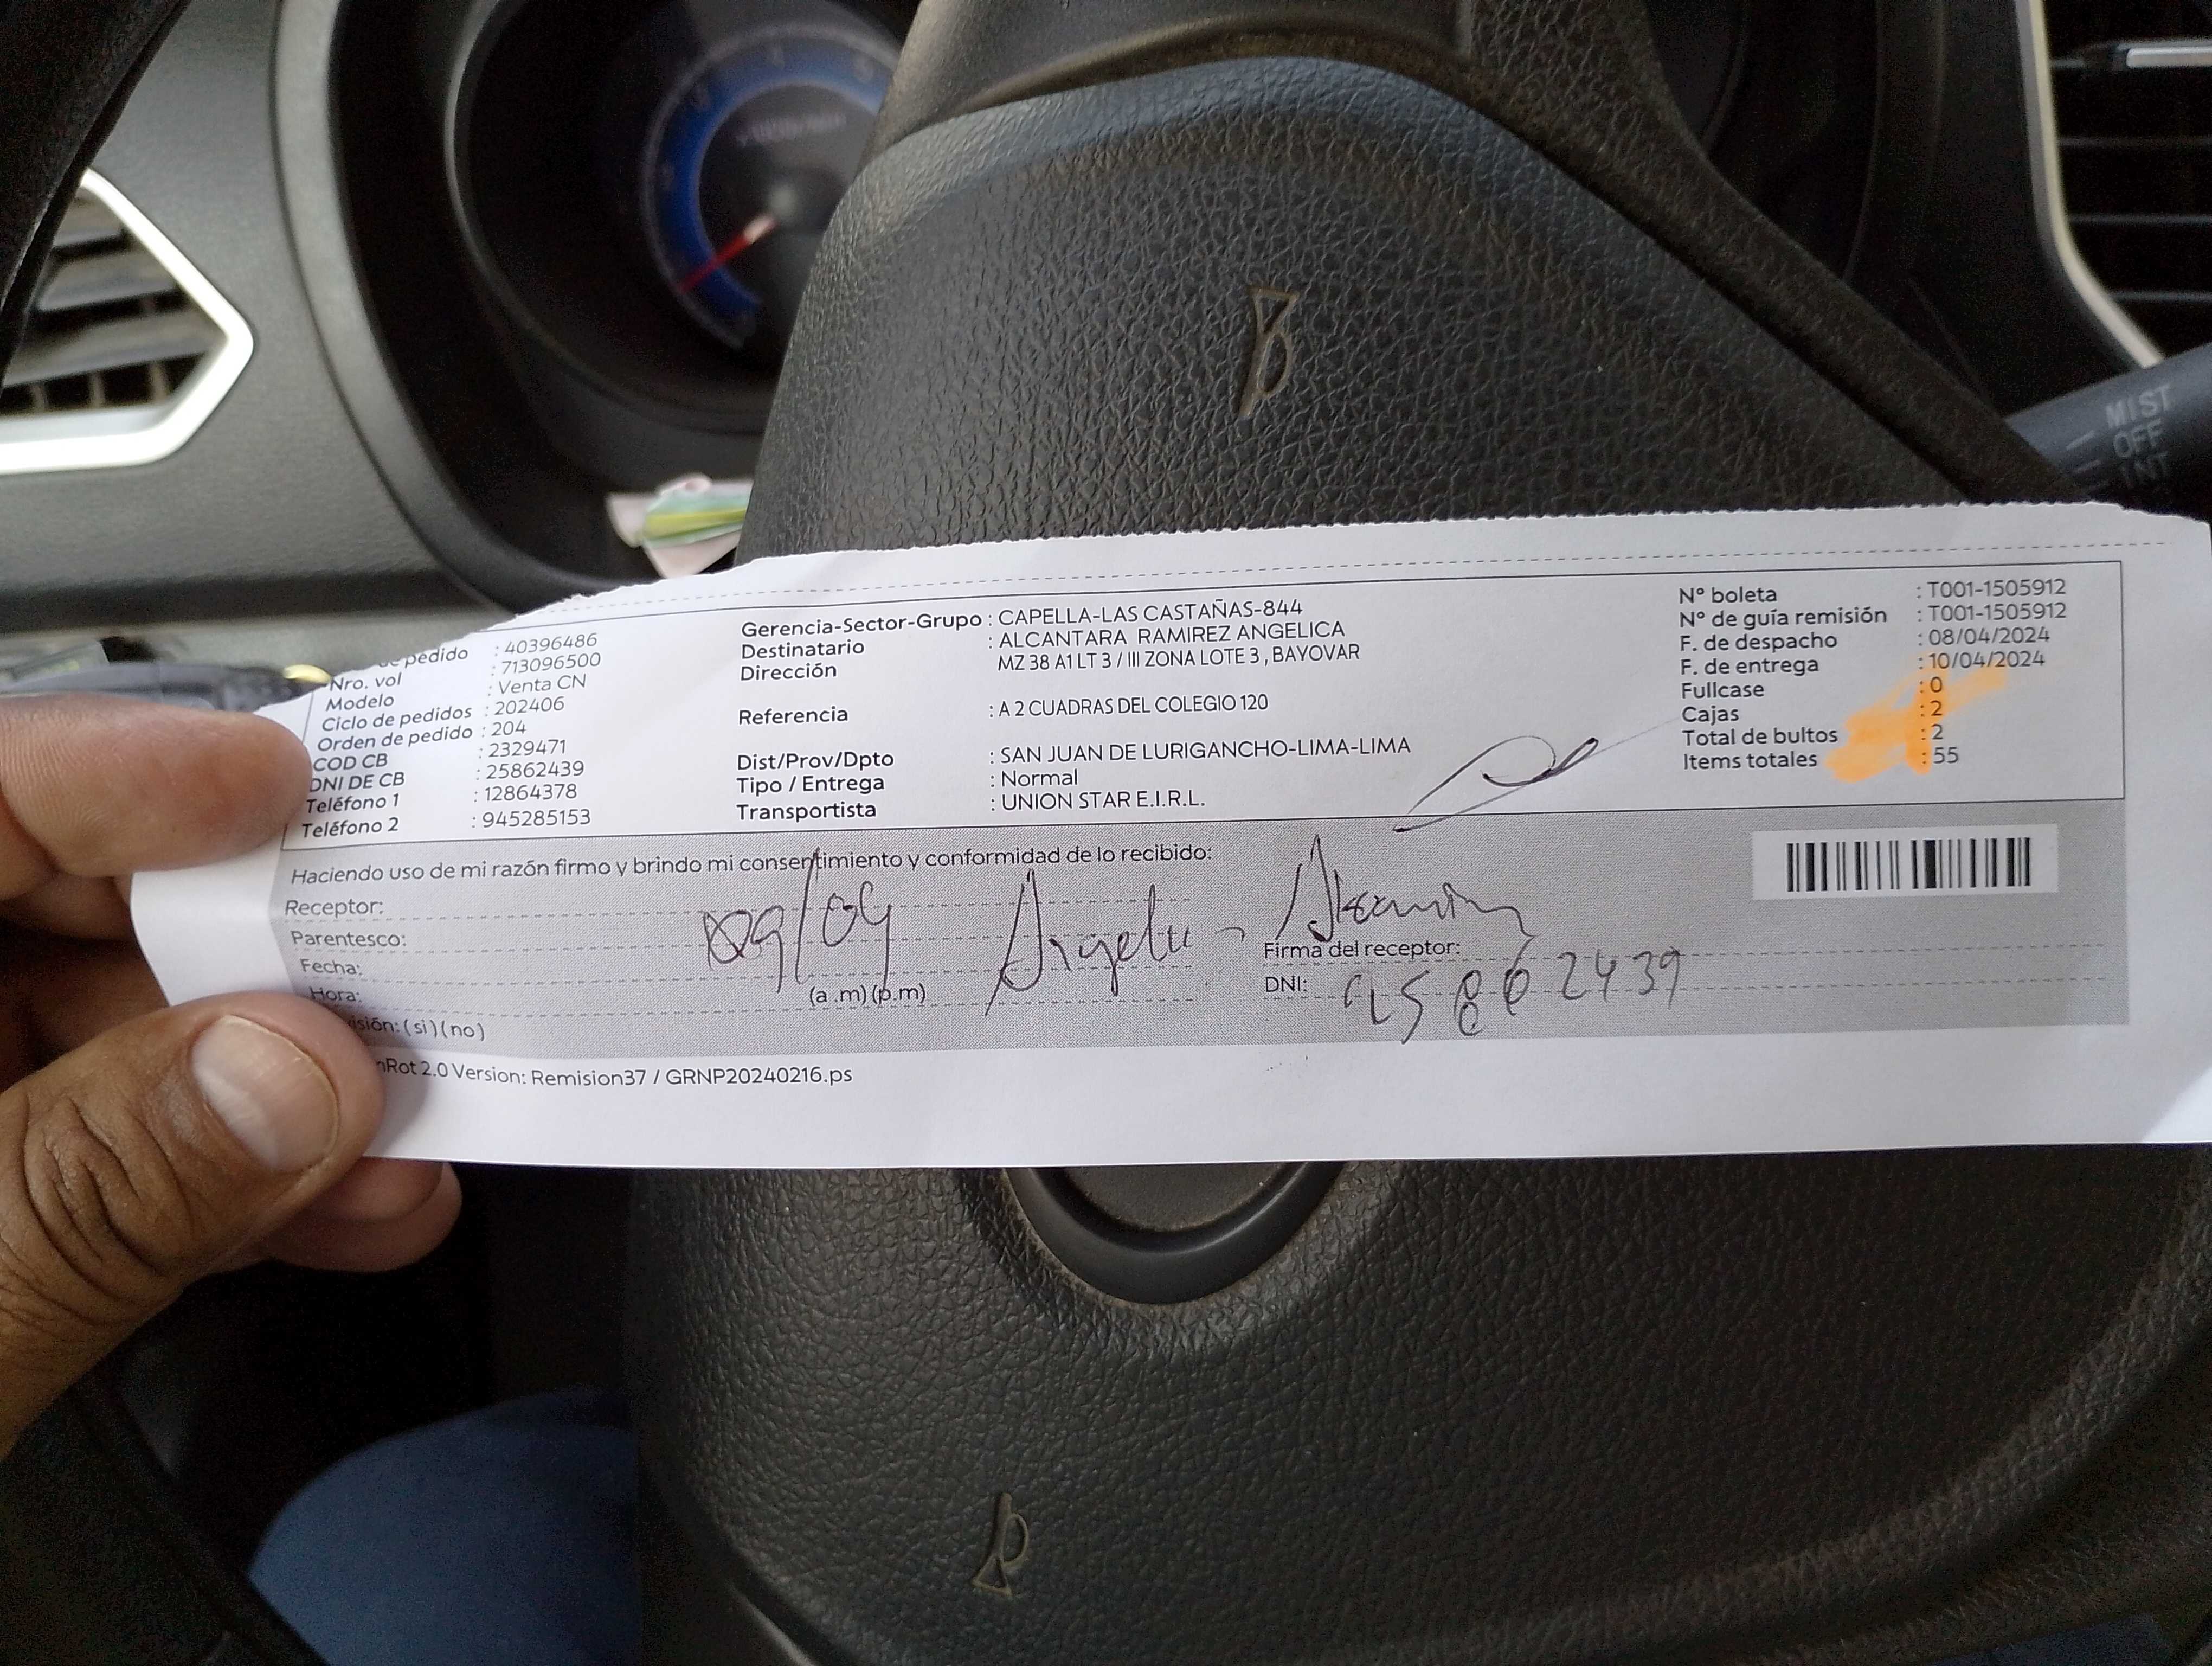 de pedido : 40396486
Nro. vol : 713096500
Modelo : Venta CN
Ciclo de pedidos : 202406
Orden de pedido : 204
COD CB : 2329471
DNI DE CB : 25862439
Teléfono 1 : 12864378
Teléfono 2 : 945285153
Gerencia-Sector-Grupo : CAPELLA-LAS CASTAÑAS-844
Destinatario : ALCANTARA RAMIREZ ANGELICA
Dirección MZ 38 A1 LT 3 / III ZONA LOTE 3 , BAYOVAR
Referencia : A 2 CUADRAS DEL COLEGIO 120
Dist/Prov/Dpto : SAN JUAN DE LURIGANCHO-LIMA-LIMA
Tipo / Entrega : Normal
Transportista : UNION STAR E.I.R.L.
N° boleta : T001-1505912
N° de guía remisión : T001-1505912
F. de despacho : 08/04/2024
F. de entrega : 10/04/2024
Fullcase : 0
Cajas : 2
Total de bultos : 2
Items totales : 55
Haciendo uso de mi razón firmo y brindo mi consentimiento y conformidad de lo recibido:
Receptor:
Parentesco:
Fecha: 09/04
Hora: (a .m) (p.m)
Firma del receptor:
DNI: 25862439
isión: ( si ) ( no )
nRot 2.0 Version: Remision37 / GRNP20240216.ps
MIST
OFF
INT